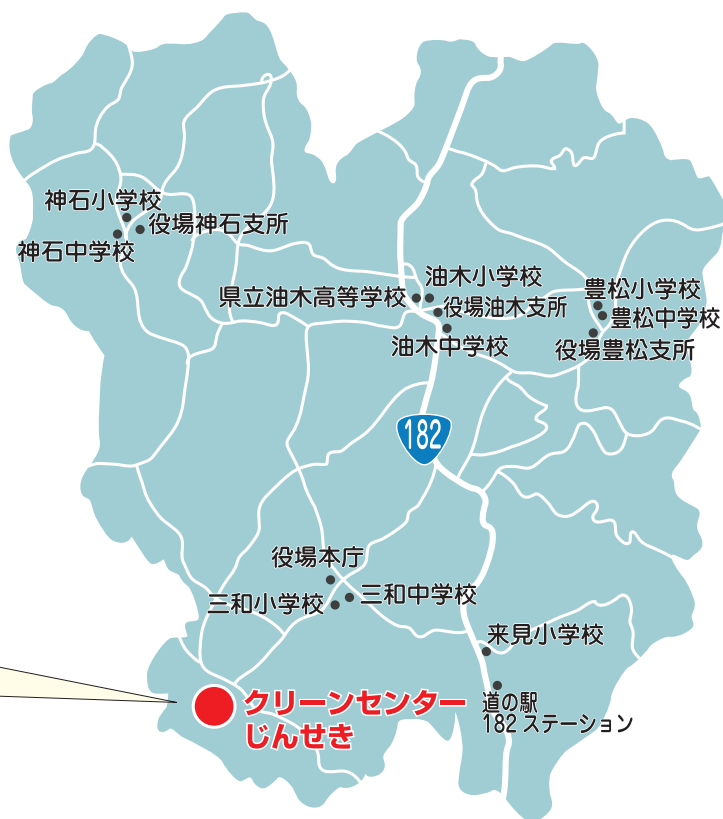 神石小学校
役場神石支所
神石中学校
油木小学校
県立油木高等学校
役場油木支所
油木中学校
豊松小学校
豊松中学校
役場豊松支所
182
役場本庁
三和中学校
三和小学校
来見小学校
道の駅
182ステーション
クリーンセンター
じんせき